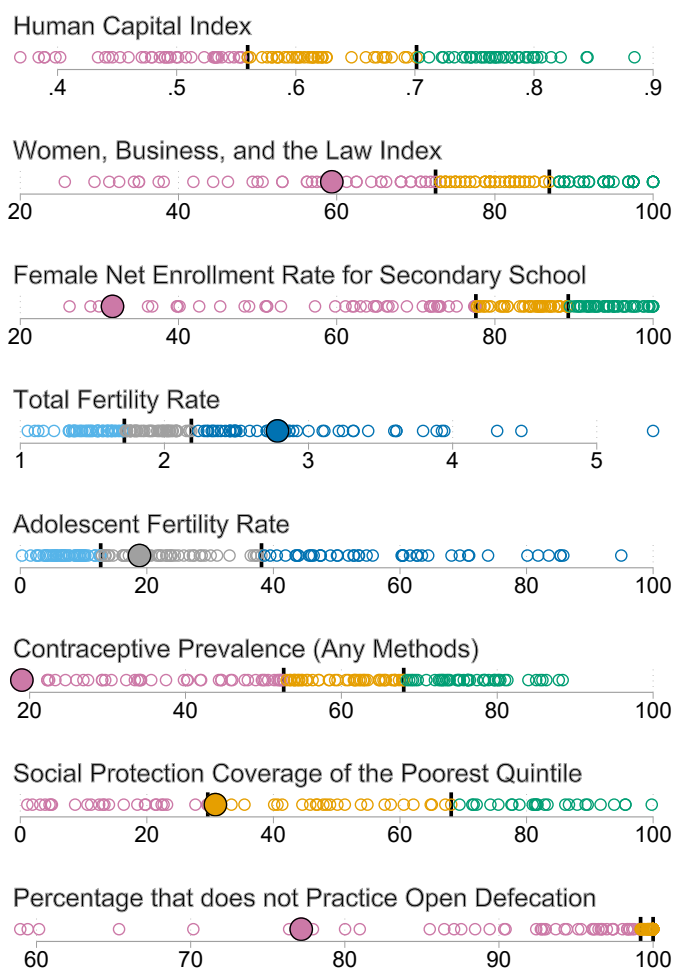 Human Capital Index
.4 .5 .6 .7 .8 .9
Women, Business, and the Law Index
20 40 60 80 100
Female Net Enrollment Rate for Secondary School
20 40 60 80 100
Total Fertility Rate
1 2 3 4 5
Adolescent Fertility Rate
0 20 40 60 80 100
Contraceptive Prevalence (Any Methods)
20 40 60 80 100
Social Protection Coverage of the Poorest Quintile
0 20 40 60 80 100
Percentage that does not Practice Open Defecation
60 70 80 90 100